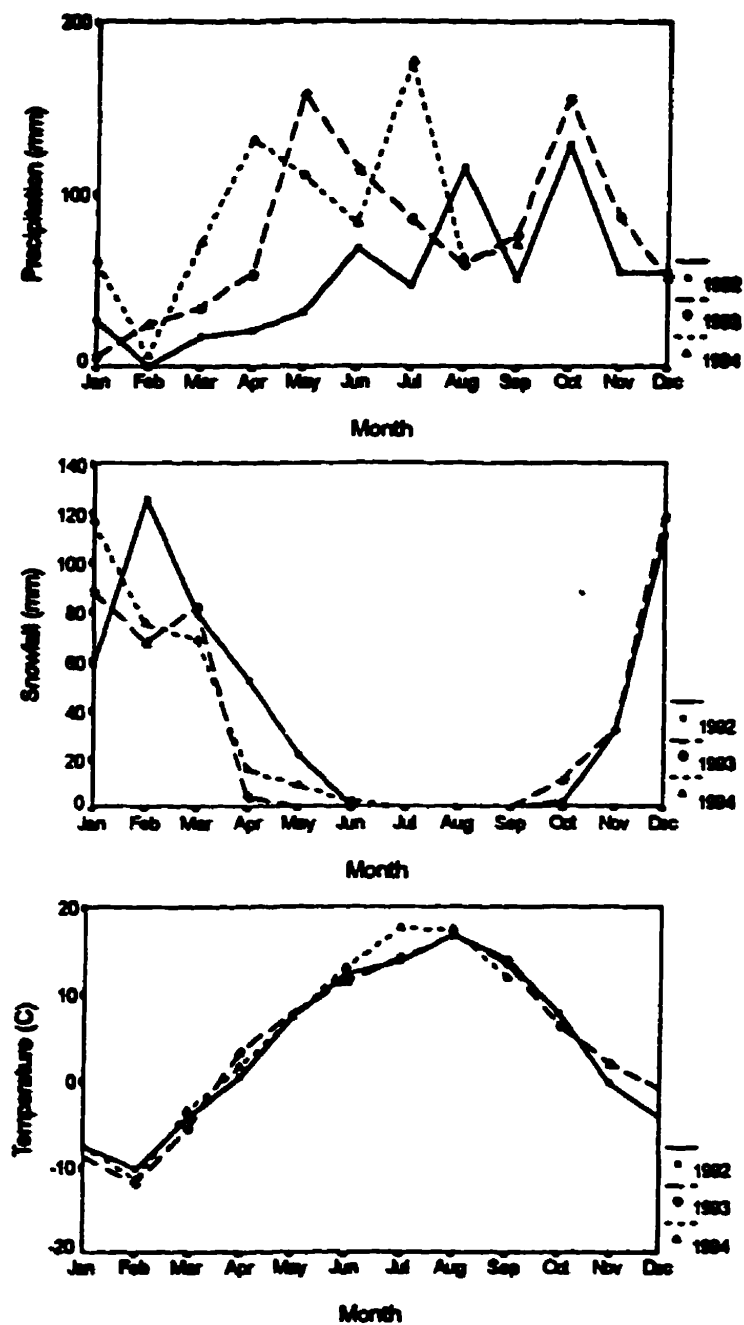 200
Precipitation (mm)
100
0
Jan Feb Mar Apr May Jun Jul Aug Sep Oct Nov Dec
1992
1993
1994
Month
140
120
100
80
60
40
20
0
Snowfall (mm)
Jan Feb Mar Apr May Jun Jul Aug Sep Oct Nov Dec
1992
1993
1994
Month
20
10
0
-10
-20
Temperature (C)
Jan Feb Mar Apr May Jun Jul Aug Sep Oct Nov Dec
1992
1993
1994
Month